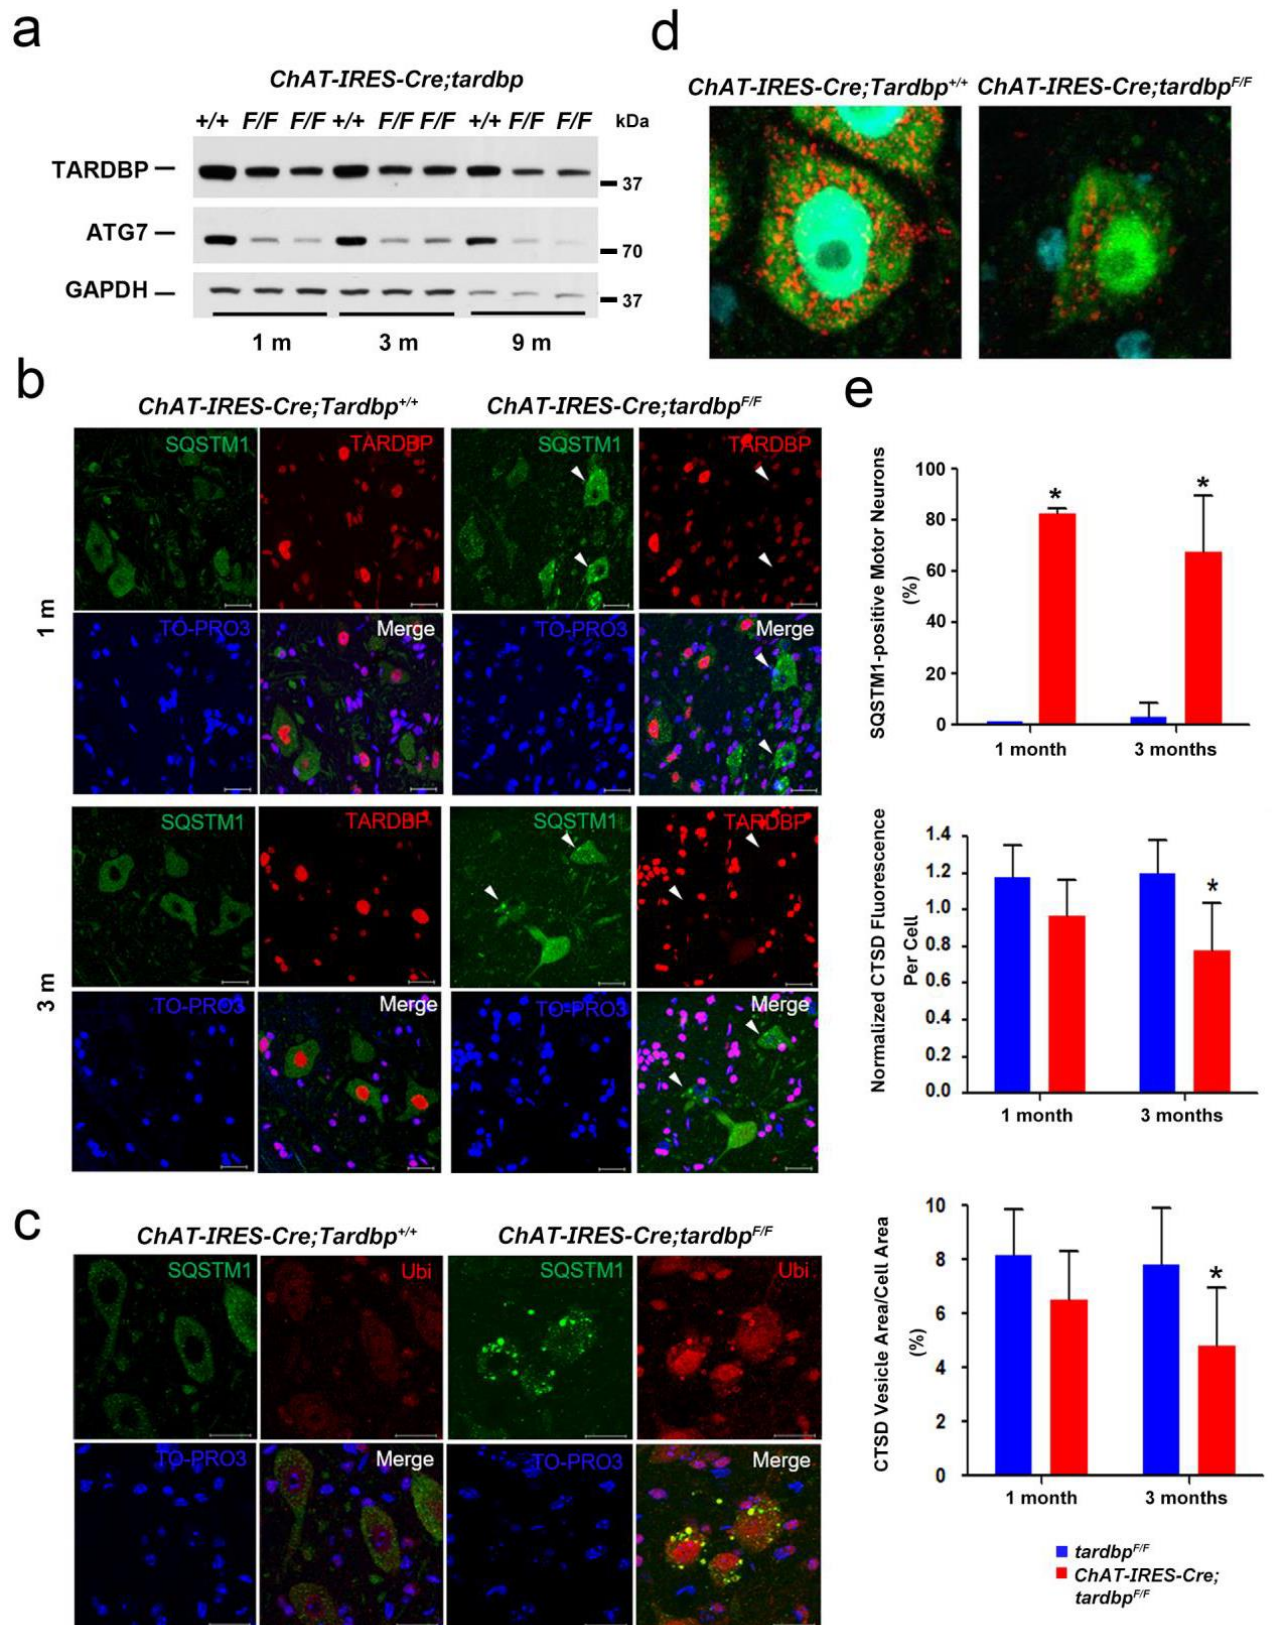 a
ChAT-IRES-Cre;tardbp
+/+ F/F F/F +/+ F/F F/F +/+ F/F F/F kDa
TARDBP
37
ATG7
70
GAPDH
37
1 m 3 m 9 m
b
ChAT-IRES-Cre;Tardbp+/+ ChAT-IRES-Cre;tardbpF/F
1 m
SQSTM1 TARDBP SQSTM1 TARDBP
TO-PRO3 Merge TO-PRO3 Merge
3 m
SQSTM1 TARDBP SQSTM1 TARDBP
TO-PRO3 Merge TO-PRO3 Merge
c
ChAT-IRES-Cre;Tardbp+/+ ChAT-IRES-Cre;tardbpF/F
SQSTM1 Ubi SQSTM1 Ubi
TO-PRO3 Merge TO-PRO3 Merge
d
ChAT-IRES-Cre;Tardbp+/+ ChAT-IRES-Cre;tardbpF/F
e
SQSTM1-positive Motor Neurons
(%)
100
80
60
40
20
0
* *
1 month 3 months
Normalized CTSD Fluorescence
Per Cell
1.4
1.2
1.0
0.8
0.6
0.4
0.2
0.0
*
1 month 3 months
CTSD Vesicle Area/Cell Area
(%)
10
8
6
4
2
0
*
1 month 3 months
tardbpF/F
ChAT-IRES-Cre;
tardbpF/F